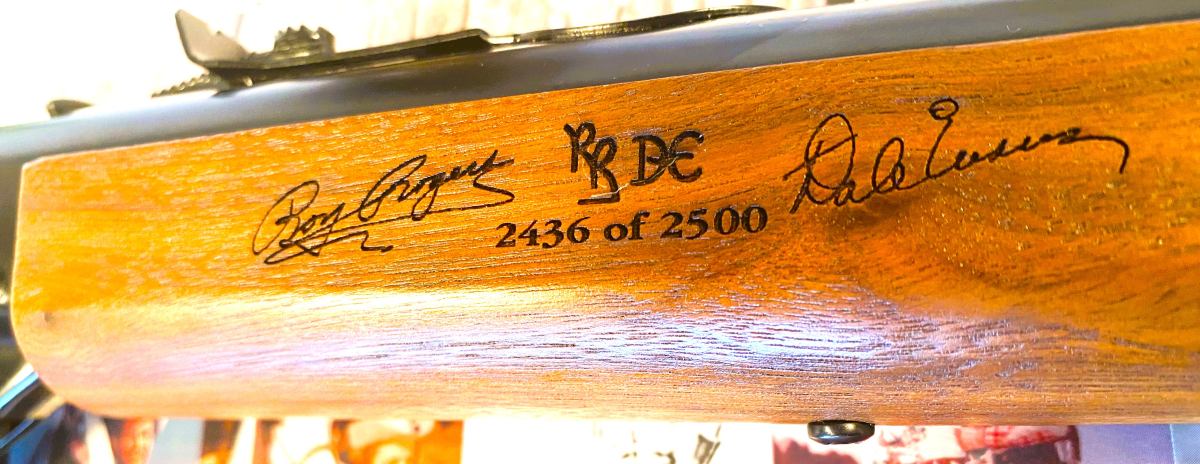 Roy Rogers RR DE Dale Evans
2436 of 2500